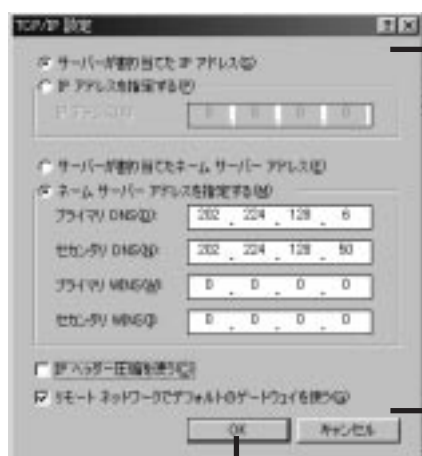 TCP/IP 設定
サーバーが割り当てた IP アドレス(S)
IP アドレスを指定する(P)
0 . 0 . 0 . 0
サーバーが割り当てたネーム サーバー アドレス(E)
ネーム サーバー アドレスを指定する(M)
プライマリ DNS(D): 202 . 224 . 128 . 6
セカンダリ DNS(N): 202 . 224 . 128 . 50
プライマリ WINS(W): 0 . 0 . 0 . 0
セカンダリ WINS(I): 0 . 0 . 0 . 0
IP ヘッダー圧縮を使う(C)
リモート ネットワークでデフォルトのゲートウェイを使う(G)
OK キャンセル